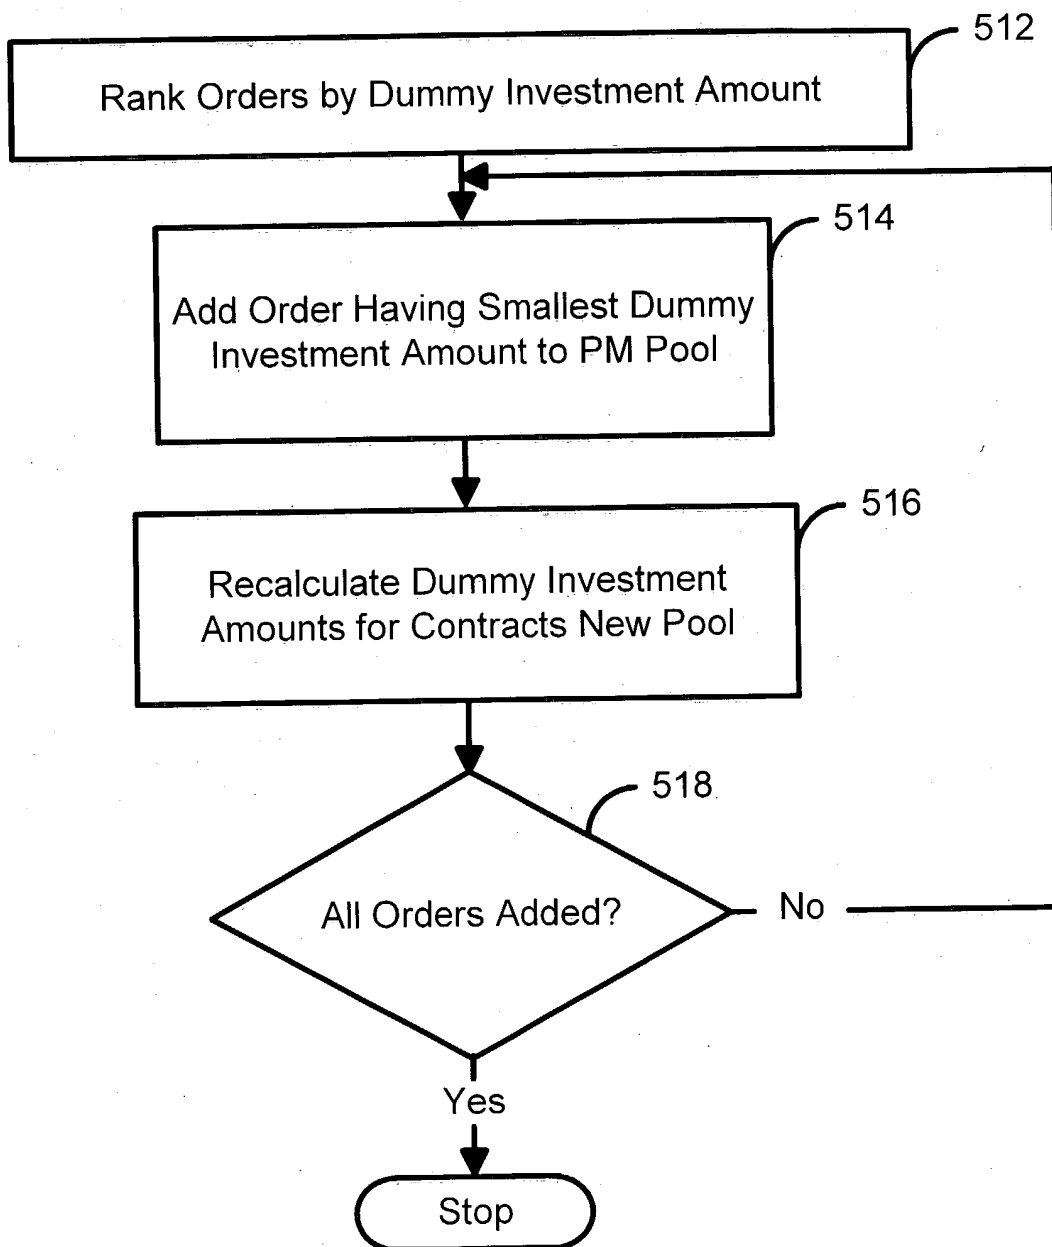 512
Rank Orders by Dummy Investment Amount
514
Add Order Having Smallest Dummy
Investment Amount to PM Pool
516
Recalculate Dummy Investment
Amounts for Contracts New Pool
518
All Orders Added?
No
Yes
Stop